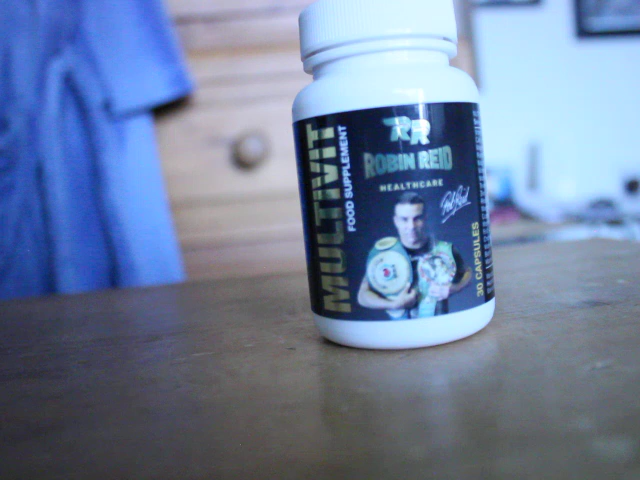 MULTIVIT
FOOD SUPPLEMENT
RR
ROBIN REID
HEALTHCARE
30 CAPSULES